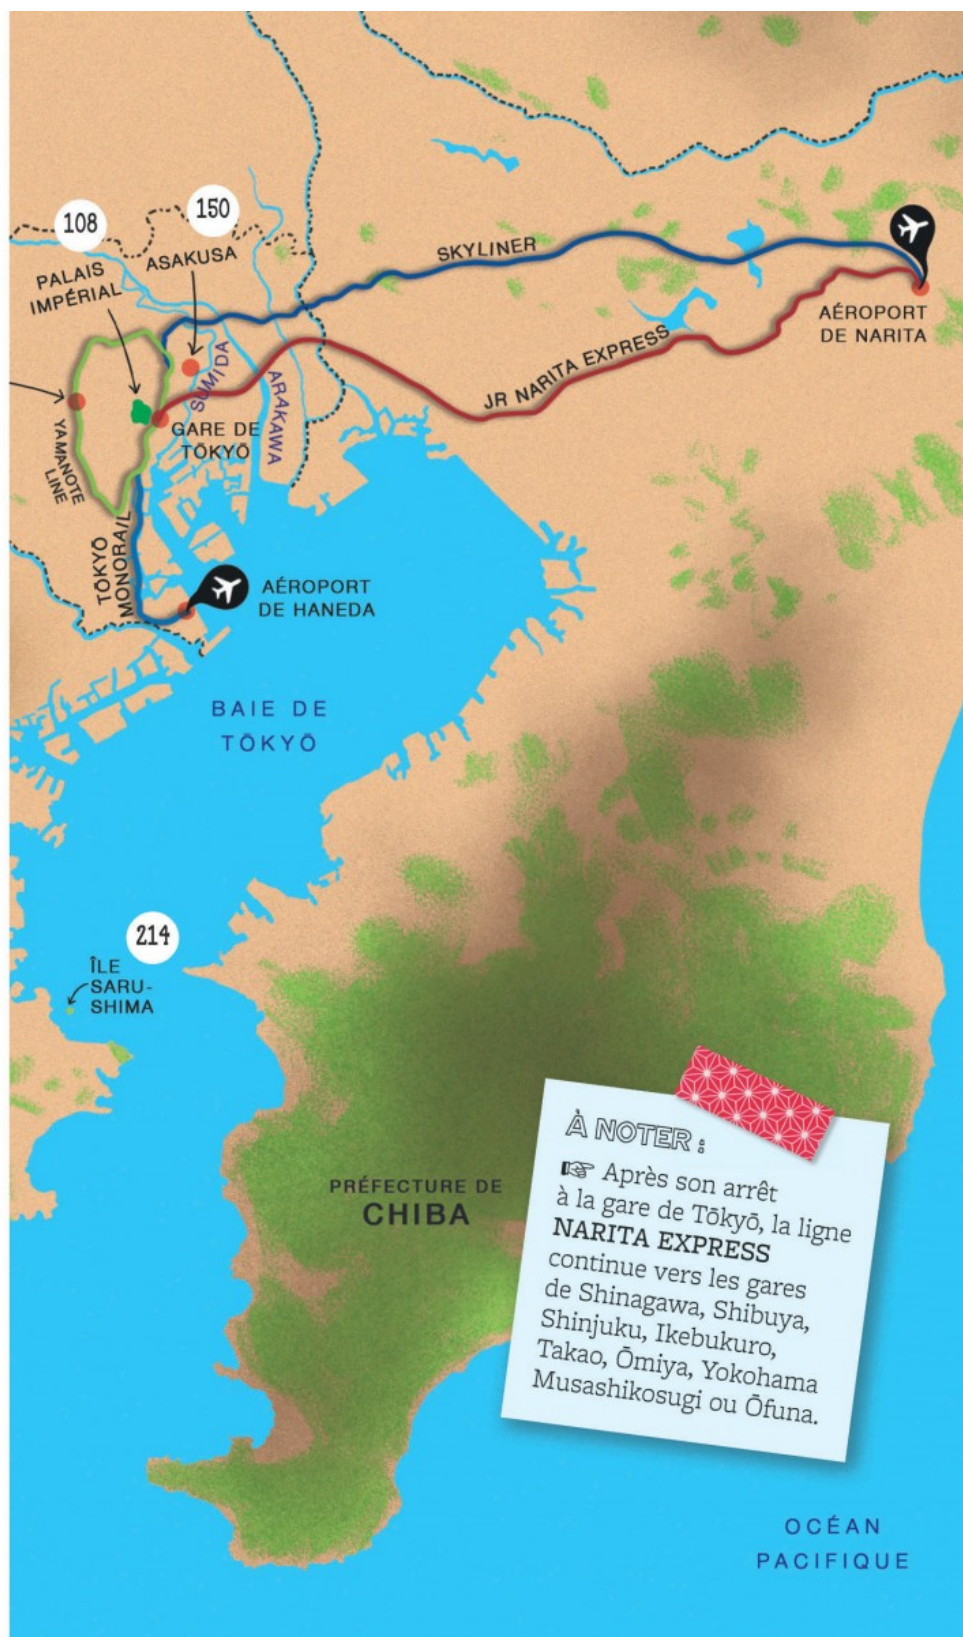 108
150
PALAIS
IMPÉRIAL
ASAKUSA
SKYLINER
AÉROPORT
DE NARITA
JR NARITA EXPRESS
SUMIDA
ARAKAWA
GARE DE
TŌKYŌ
YAMANOTE
LINE
TŌKYŌ
MONORAIL
AÉROPORT
DE HANEDA
BAIE DE
TŌKYŌ
214
ÎLE
SARU-
SHIMA
PRÉFECTURE DE
CHIBA
À NOTER :
☞ Après son arrêt
à la gare de Tōkyō, la ligne
NARITA EXPRESS
continue vers les gares
de Shinagawa, Shibuya,
Shinjuku, Ikebukuro,
Takao, Ōmiya, Yokohama
Musashikosugi ou Ōfuna.
OCÉAN
PACIFIQUE